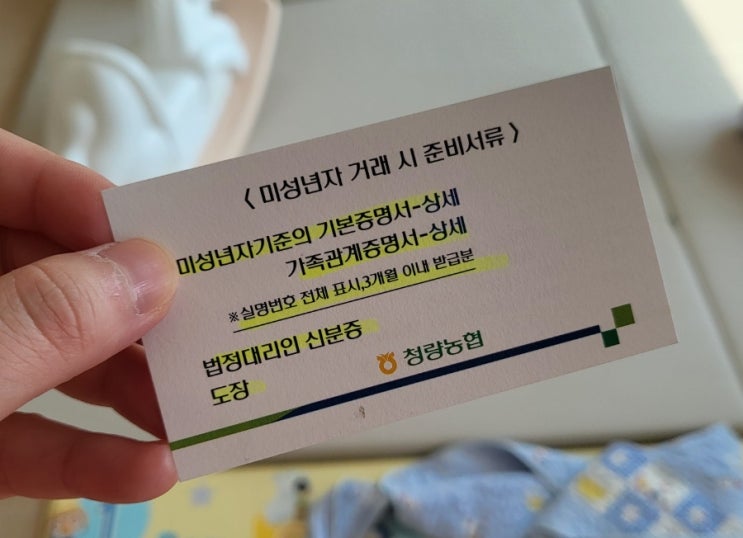 < 미성년자 거래 시 준비서류 >
미성년자기준의 기본증명서-상세
가족관계증명서-상세
※실명번호 전체 표시,3개월 이내 발급분
법정대리인 신분증
도장
청량농협